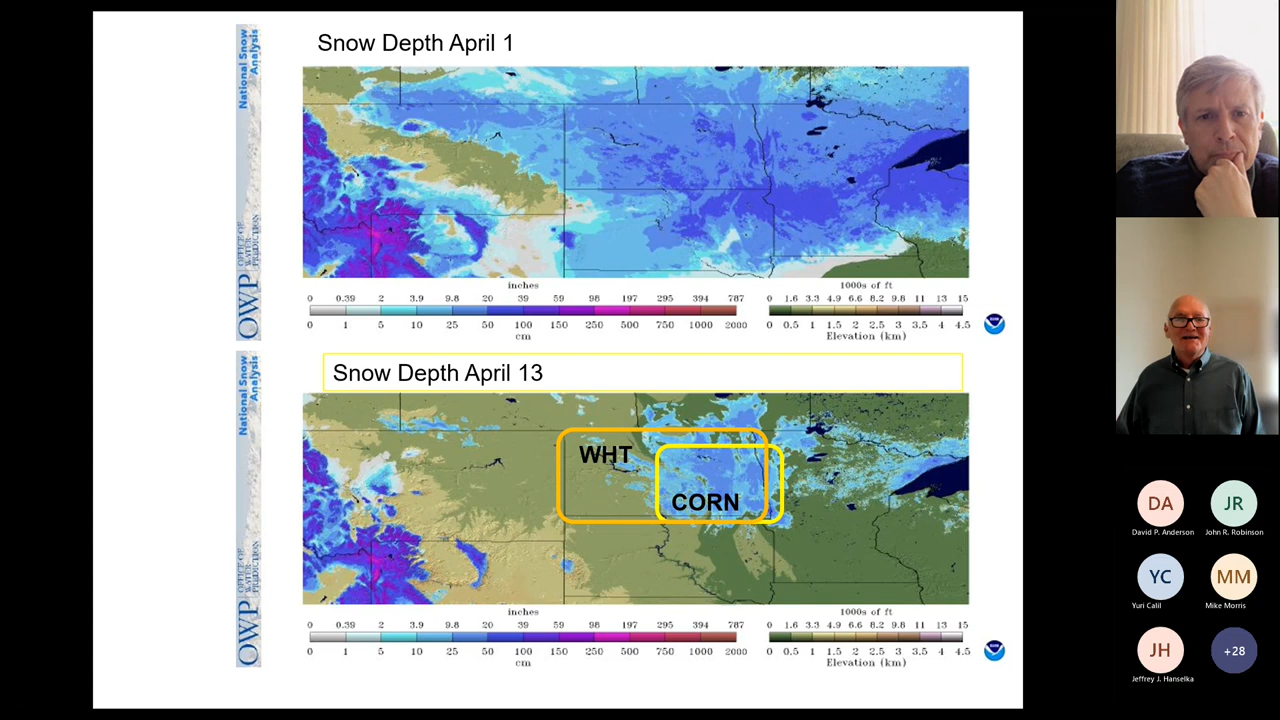 Snow Depth April 1
National Snow
Analysis
OFFICE OF
WATER
PREDICTION
OWP
inches
0 0.39 2 3.9 9.8 20 39 59 98 197 295 394 787
0 1 5 10 25 50 100 150 250 500 750 1000 2000
cm
1000s of ft
0 1.6 3.3 4.9 6.6 8.2 9.8 11 13 15
0 0.5 1 1.5 2 2.5 3 3.5 4 4.5
Elevation (km)
Snow Depth April 13
National Snow
Analysis
OFFICE OF
WATER
PREDICTION
OWP
WHT
CORN
inches
0 0.39 2 3.9 9.8 20 39 59 98 197 295 394 787
0 1 5 10 25 50 100 150 250 500 750 1000 2000
cm
1000s of ft
0 1.6 3.3 4.9 6.6 8.2 9.8 11 13 15
0 0.5 1 1.5 2 2.5 3 3.5 4 4.5
Elevation (km)
DA JR
David P. Anderson John R. Robinson
YC MM
Yuri Calil Mike Morris
JH +28
Jeffrey J. Hanselka